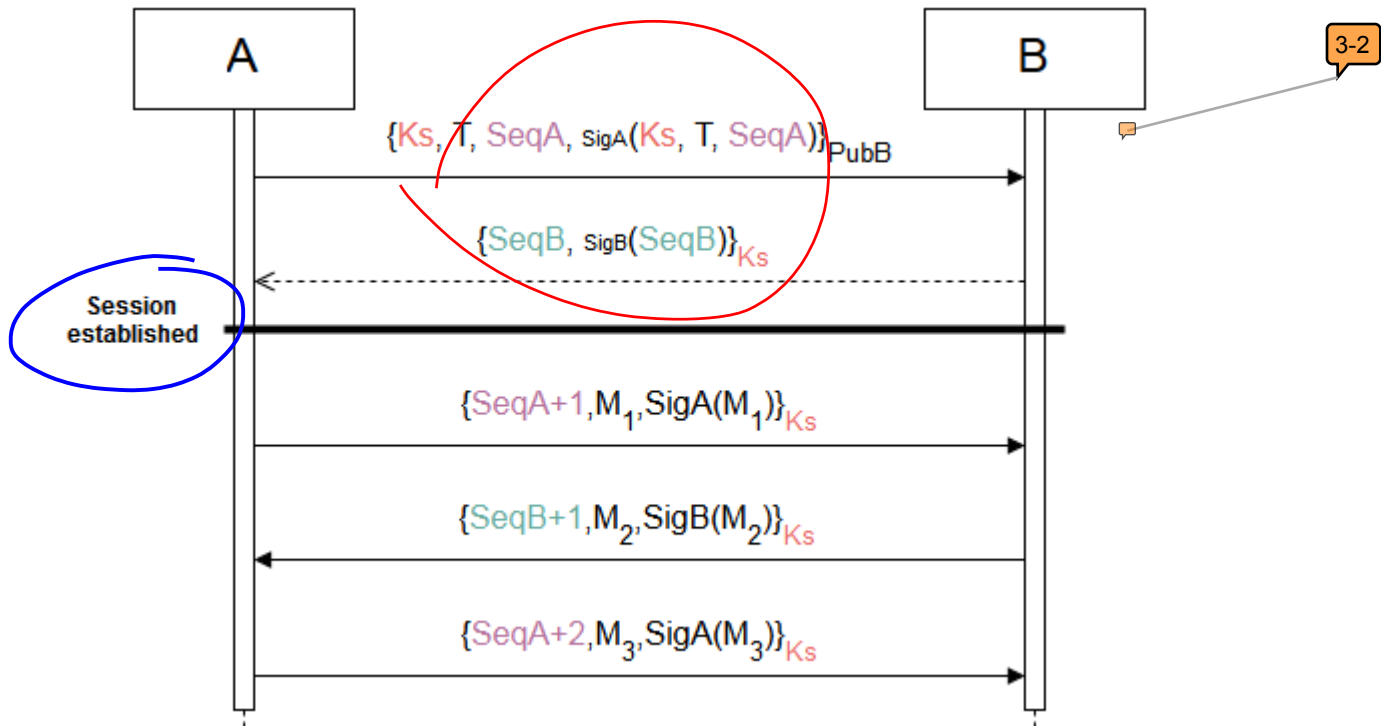 A
B
3-2
{Ks, T, SeqA, SigA(Ks, T, SeqA)}PubB
{SeqB, SigB(SeqB)}Ks
Session
established
{SeqA+1,M1,SigA(M1)}Ks
{SeqB+1,M2,SigB(M2)}Ks
{SeqA+2,M3,SigA(M3)}Ks